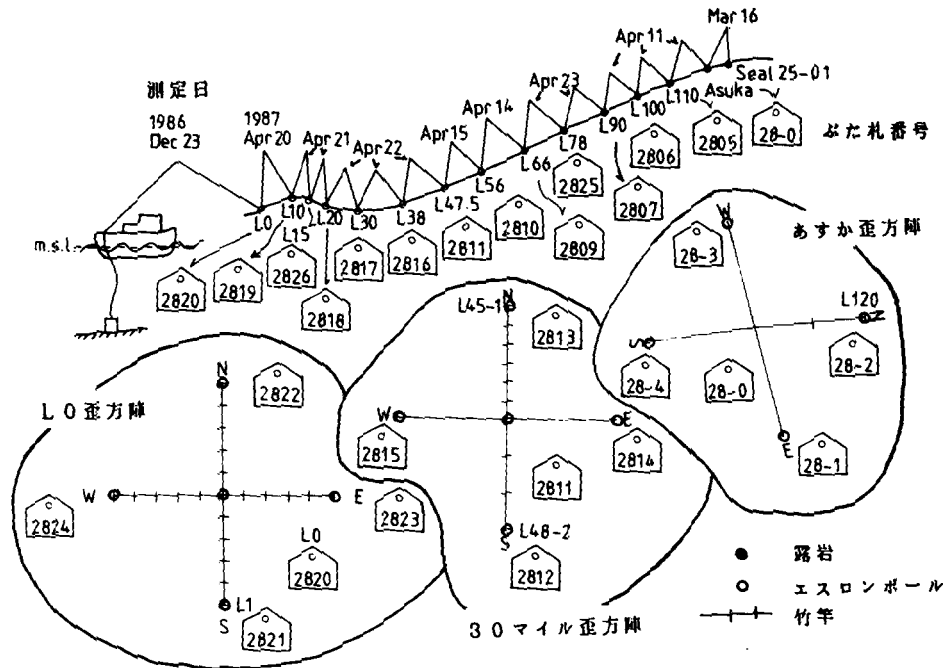 測定日
1986
Dec 23
1987
Apr 20
Apr 21
Apr 22
Apr 15
Apr 14
Apr 23
Apr 11
Mar 16
Seal 25-01
Asuka
ぶた札番号
m.s.l.
L0
L10
L15
L20
L30
L38
L47.5
L56
L66
L78
L90
L100
L110
2820
2819
2826
2818
2817
2816
2811
2810
2809
2825
2807
2806
2805
28-0
L0歪方陣
N
2822
W
2824
E
2823
L0
2820
L1
S
2821
30マイル歪方陣
L45-1
N
2813
W
2815
E
2814
2811
L48-2
S
2812
あすか歪方陣
W
28-3
L120
N
28-2
S
28-4
28-0
E
28-1
露岩
エスロンポール
竹竿